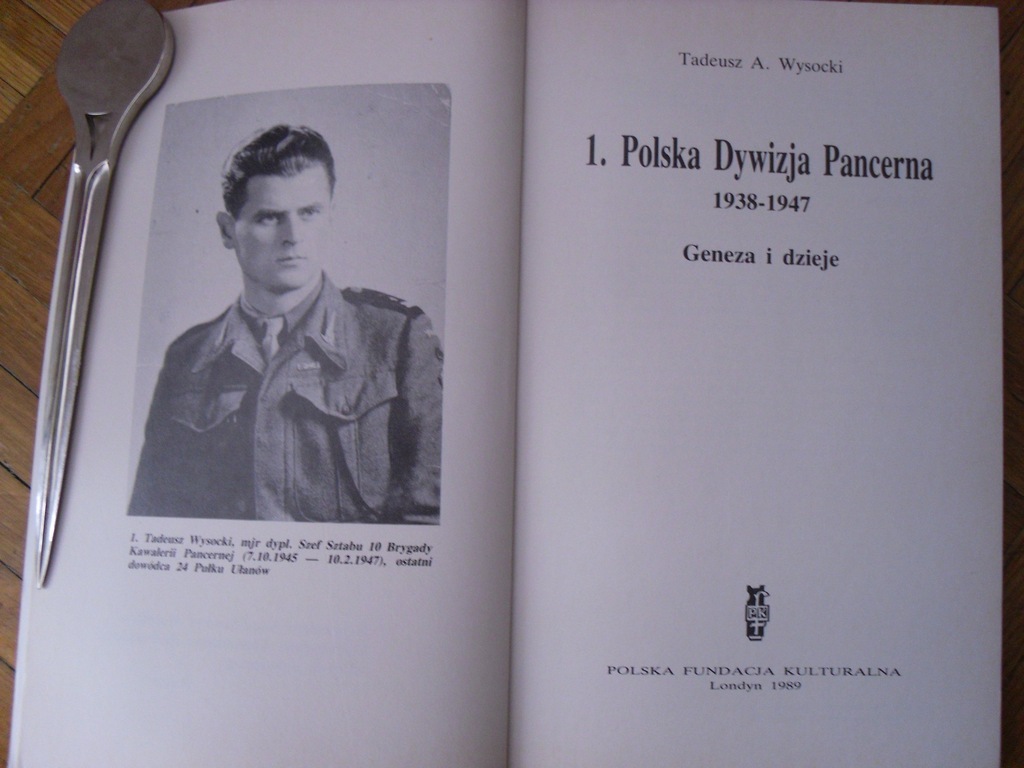 1. Tadeusz Wysocki, mjr dypl. Szef Sztabu 10 Brygady
Kawalerii Pancernej (7.10.1945 — 10.2.1947), ostatni
dowódca 24 Pułku Ułanów
Tadeusz A. Wysocki
1. Polska Dywizja Pancerna
1938-1947
Geneza i dzieje
PK
POLSKA FUNDACJA KULTURALNA
Londyn 1989